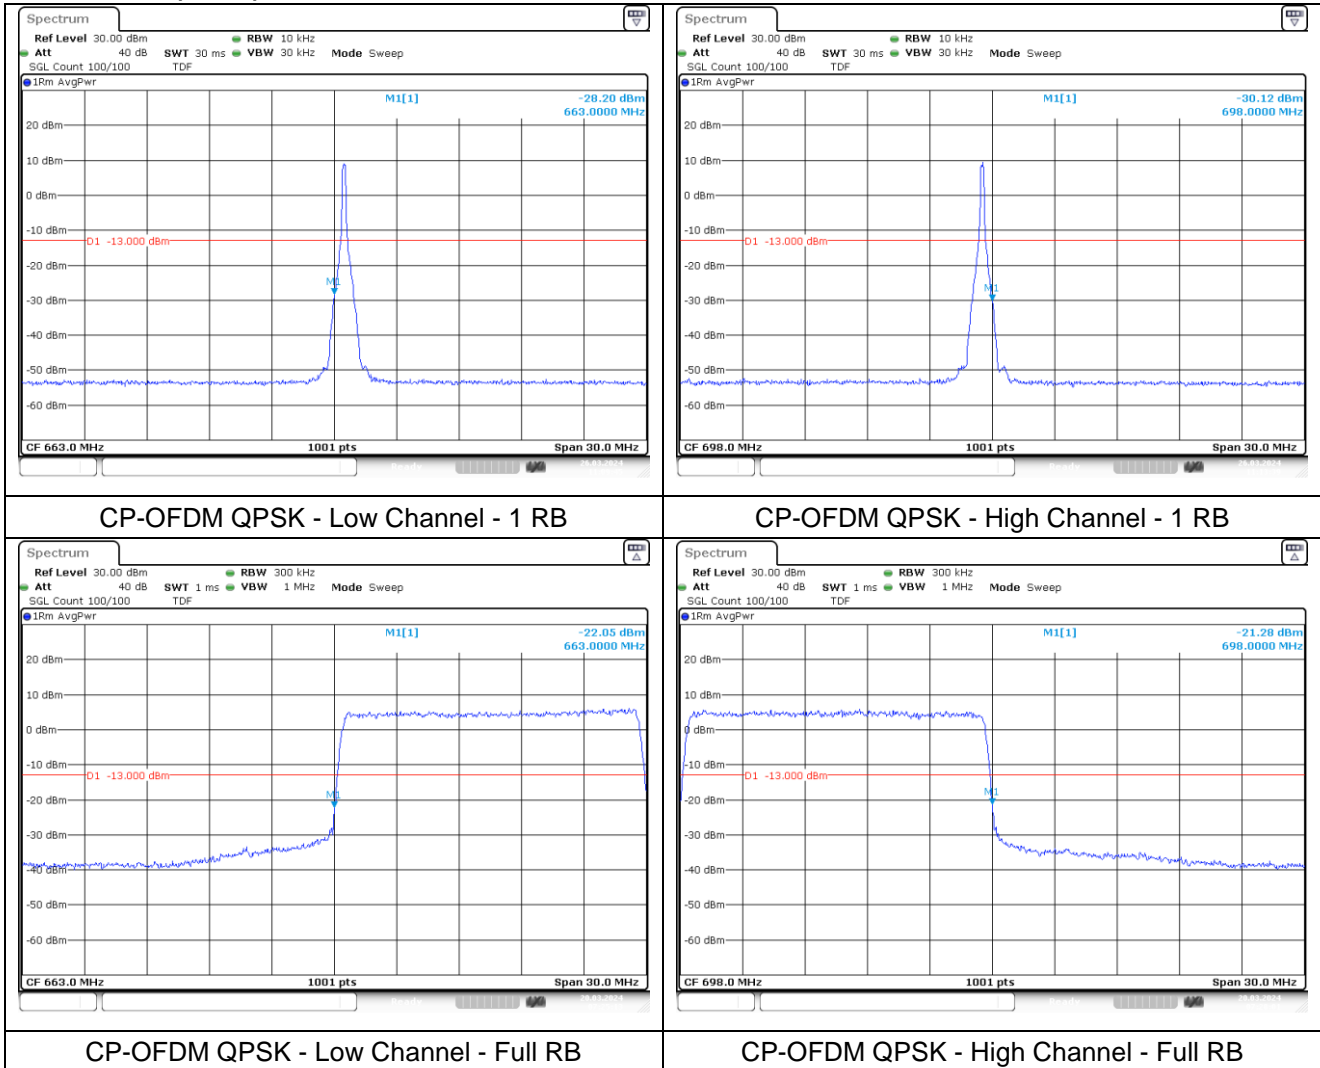 Spectrum
Ref Level 30.00 dBm RBW 10 kHz
Att 40 dB SWT 30 ms VBW 30 kHz Mode Sweep
SGL Count 100/100 TDF
1Rm AvgPwr
M1[1] -28.20 dBm
663.0000 MHz
20 dBm
10 dBm
0 dBm
-10 dBm
D1 -13.000 dBm
-20 dBm
M1
-30 dBm
-40 dBm
-50 dBm
-60 dBm
CF 663.0 MHz 1001 pts Span 30.0 MHz
CP-OFDM QPSK - Low Channel - 1 RB
Spectrum
Ref Level 30.00 dBm RBW 10 kHz
Att 40 dB SWT 30 ms VBW 30 kHz Mode Sweep
SGL Count 100/100 TDF
1Rm AvgPwr
M1[1] -30.12 dBm
698.0000 MHz
20 dBm
10 dBm
0 dBm
-10 dBm
D1 -13.000 dBm
-20 dBm
M1
-30 dBm
-40 dBm
-50 dBm
-60 dBm
CF 698.0 MHz 1001 pts Span 30.0 MHz
CP-OFDM QPSK - High Channel - 1 RB
Spectrum
Ref Level 30.00 dBm RBW 300 kHz
Att 40 dB SWT 1 ms VBW 1 MHz Mode Sweep
SGL Count 100/100 TDF
1Rm AvgPwr
M1[1] -22.05 dBm
663.0000 MHz
20 dBm
10 dBm
0 dBm
-10 dBm
D1 -13.000 dBm
M1
-20 dBm
-30 dBm
-40 dBm
-50 dBm
-60 dBm
CF 663.0 MHz 1001 pts Span 30.0 MHz
CP-OFDM QPSK - Low Channel - Full RB
Spectrum
Ref Level 30.00 dBm RBW 300 kHz
Att 40 dB SWT 1 ms VBW 1 MHz Mode Sweep
SGL Count 100/100 TDF
1Rm AvgPwr
M1[1] -21.28 dBm
698.0000 MHz
20 dBm
10 dBm
0 dBm
-10 dBm
D1 -13.000 dBm
M1
-20 dBm
-30 dBm
-40 dBm
-50 dBm
-60 dBm
CF 698.0 MHz 1001 pts Span 30.0 MHz
CP-OFDM QPSK - High Channel - Full RB